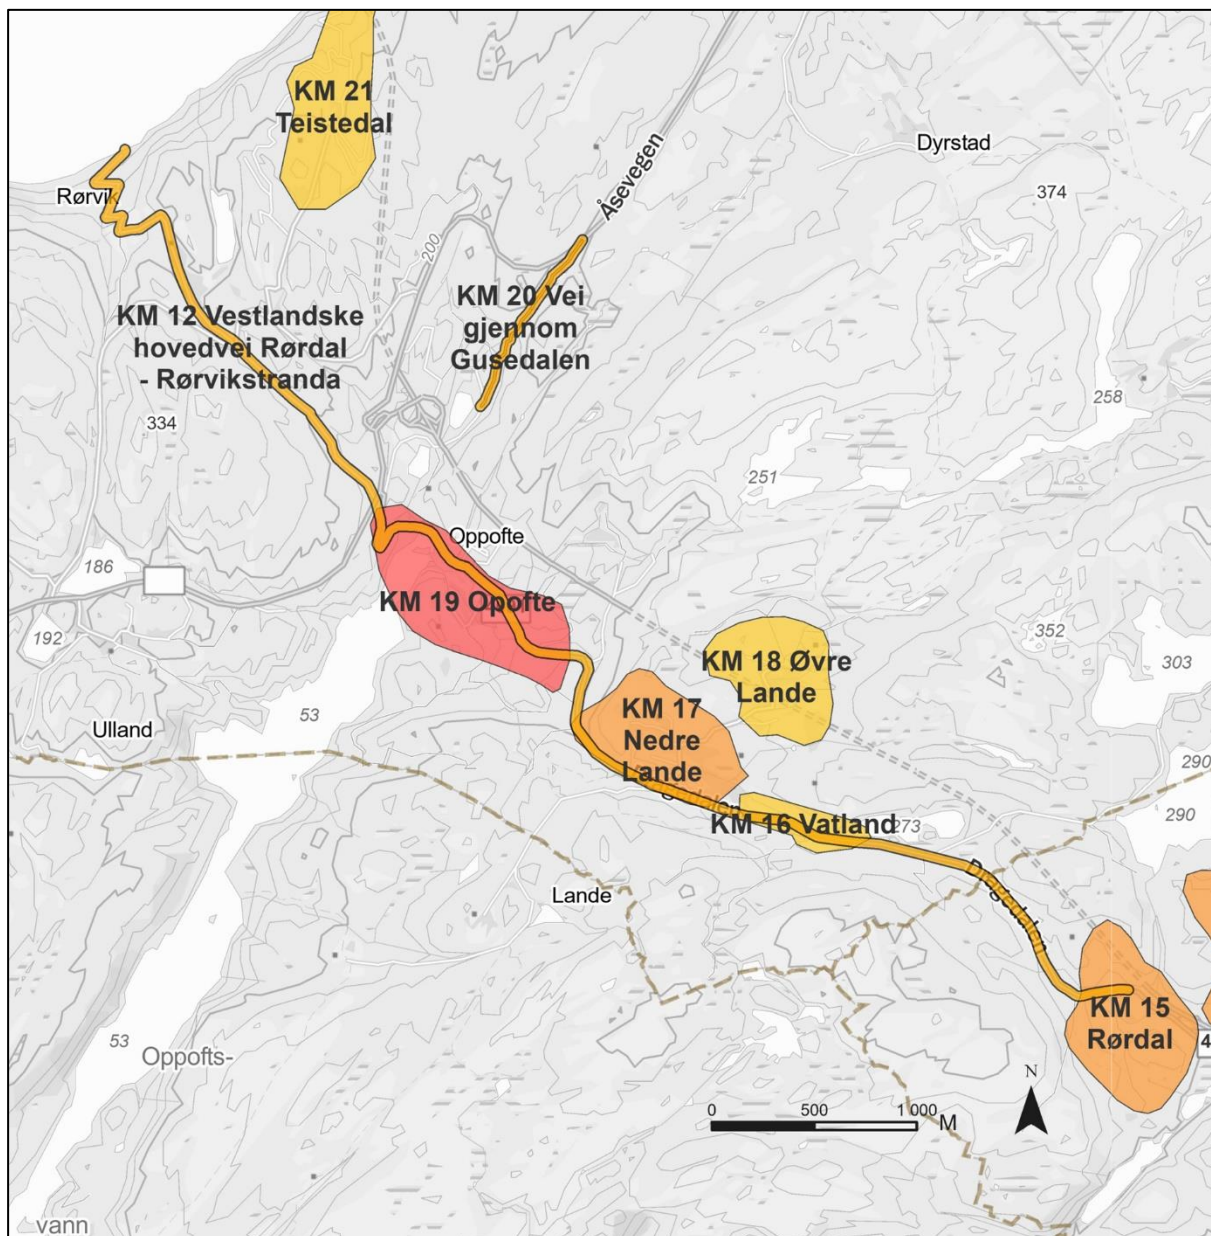 KM 21
Teistedal
Dyrstad
Åsevegen
374
Rørvik
200
KM 20 Vei
gjennom
Gusedalen
KM 12 Vestlandske
hovedvei Rørdal
- Rørvikstranda
334
258
251
Oppofte
186
KM 19 Opofte
192
352
303
KM 18 Øvre
Lande
KM 17
Nedre
Lande
53
Ulland
290
290
KM 16 Vatland
273
Lande
Dragedalen
KM 15
Rørdal
53
Oppofts-
4
N
0 500 1 000 M
vann